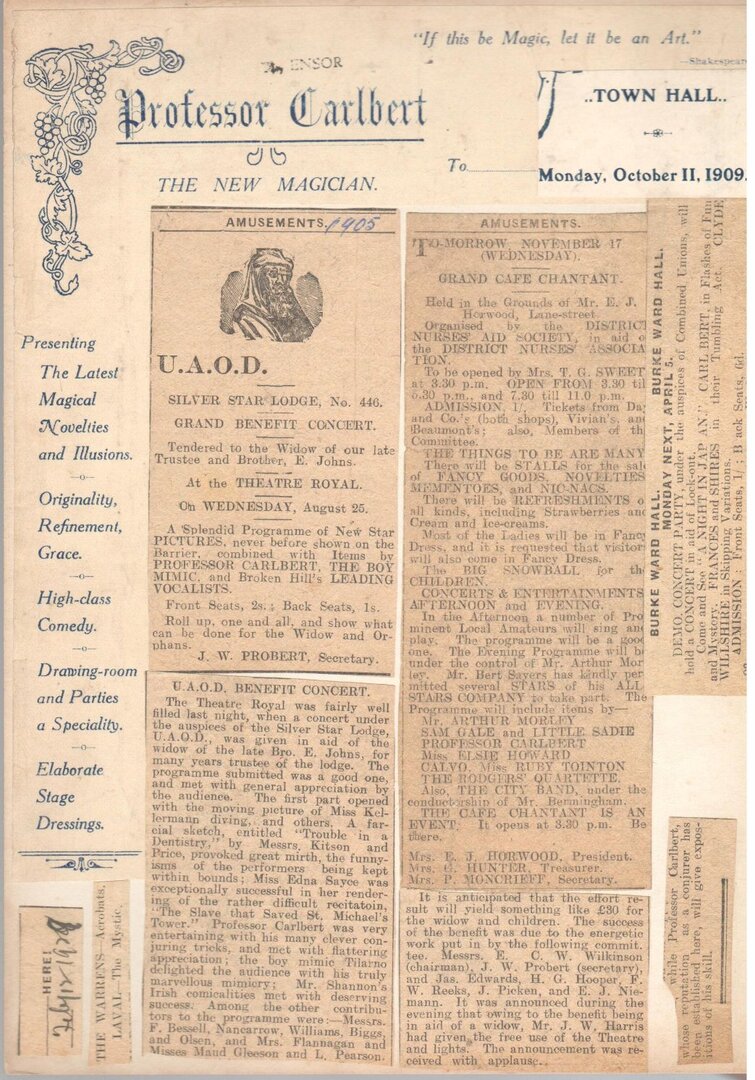 "If this be Magic, let it be an Art."
—Shakespear
ENSOR
Professor Carlbert
THE NEW MAGICIAN.
To
..TOWN HALL..
Monday, October 11, 1909.
Presenting
The Latest
Magical
Novelties
and Illusions.
Originality,
Refinement,
Grace.
High-class
Comedy.
Drawing-room
and Parties
a Speciality.
Elaborate
Stage
Dressings.
AMUSEMENTS. 1905
U.A.O.D.
SILVER STAR LODGE, No. 446.
GRAND BENEFIT CONCERT.
Tendered to the Widow of our late
Trustee and Brother, E. Johns.
At the THEATRE ROYAL.
On WEDNESDAY, August 25.
A Splendid Programme of New Star
PICTURES, never before shown on the
Barrier, combined with Items by
PROFESSOR CARLBERT, THE BOY
MIMIC, and Broken Hill's LEADING
VOCALISTS.
Front Seats, 2s.; Back Seats, 1s.
Roll up, one and all, and show what
can be done for the Widow and Or-
phans.
J. W. PROBERT, Secretary.
U.A.O.D. BENEFIT CONCERT.
The Theatre Royal was fairly well
filled last night, when a concert under
the auspices of the Silver Star Lodge,
U.A.O.D., was given in aid of the
widow of the late Bro. E. Johns, for
many years trustee of the lodge. The
programme submitted was a good one,
and met with general appreciation by
the audience. The first part opened
with the moving picture of Miss Kel-
lermann diving, and others. A far-
cial sketch, entitled "Trouble in a
Dentistry," by Messrs. Kitson and
Price, provoked great mirth, the funny-
isms of the performers being kept
within bounds; Miss Edna Sayce was
exceptionally successful in her render-
ing of the rather difficult recitatoin,
"The Slave that Saved St. Michael's
Tower." Professor Carlbert was very
entertaining with his many clever con-
juring tricks, and met with flattering
appreciation; the boy mimic Tilarno
delighted the audience with his truly
marvellous mimicry; Mr. Shannon's
Irish comicalities met with deserving
success. Among the other contribu-
tors to the programme were:—Messrs.
F. Bessell, Nancarrow, Williams, Biggs,
and Olsen, and Mrs. Flannagan and
Misses Maud Gleeson and L. Pearson.
AMUSEMENTS.
TO-MORROW, NOVEMBER 17
(WEDNESDAY).
GRAND CAFE CHANTANT.
Held in the Grounds of Mr. E. J.
Horwood, Lane-street.
Organised by the DISTRIC
NURSES' AID SOCIETY, in aid o
the DISTRICT NURSES' ASSOCIA
TION.
To be opened by Mrs. T. G. SWEET
at 3.30 p.m. OPEN FROM 3.30 til
5.30 p.m., and 7.30 till 11.0 p.m.
ADMISSION, 1/. Tickets from Da
and Co.'s (both shops), Vivian's, and
Beaumont's; also, Members of th
Committee.
THE THINGS TO BE ARE MANY
There will be STALLS for the sale
of FANCY GOODS, NOVELTIES
MEMENTOES, and NIC-NACS.
There will be REFRESHMENTS o
all kinds, including Strawberries an
Cream and Ice-creams.
Most of the Ladies will be in Fanc
Dress, and it is requested that visitor
will also come in Fancy Dress.
The BIG SNOWBALL for th
CHILDREN.
CONCERTS & ENTERTAINMENTS
AFTERNOON and EVENING.
In the Afternoon a number of Pro
minent Local Amateurs will sing an
play. The programme will be a good
one. The Evening Programme will b
under the control of Mr. Arthur Mor
ley. Mr. Bert Sayers has kindly per
mitted several STARS of his ALL
STARS COMPANY to take part. The
Programme will include items by—
Mr. ARTHUR MORLEY
SAM GALE and LITTLE SADIE
PROFESSOR CARLBERT
Miss ELSIE HOWARD
CALVO, Miss RUBY TOINTON
THE RODGERS' QUARTETTE.
Also, THE CITY BAND, under the
conductorship of Mr. Bermingham.
THE CAFE CHANTANT IS AN
EVENT. It opens at 3.30 p.m. Be
there.
Mrs. E. J. HORWOOD, President.
Mrs. G. HUNTER, Treasurer.
Mrs. P. MONCRIEFF, Secretary.
It is anticipated that the effort re-
sult will yield something like £30 for
the widow and children. The success
of the benefit was due to the energetic
work put in by the following commit-
tee. Messrs. E. C. W. Wilkinson
(chairman), J. W. Probert (secretary),
and Jas. Edwards, H. G. Hooper, F.
W. Reeks, J. Picken, and E. J. Nie-
mann. It was announced during the
evening that owing to the benefit being
in aid of a widow, Mr. J. W. Harris
had given the free use of the Theatre
and lights. The announcement was re-
ceived with applause.
BURKE WARD HALL. BURKE WARD HALL.
MONDAY NEXT, APRIL 5.
DEMO. CONCERT PARTY, under the auspices of Combined Unions, will
hold a CONCERT in aid of Lock-out.
Come and See "A NIGHT IN JAPAN." CARLBERT, in Flashes of Fun
and Mystery. FRANCES and SHIRES in their Tumbling Act. CLYDE
WILLSHIRE in Skipping Variations.
ADMISSION: Front Seats, 1/; Back Seats, 6d.
while Professor Carlbert,
whose reputation as a conjurer has
been established here, will give expos-
itions of his skill.
HERE!
THE WARRENS—Acrobats.
LAVAL—The Mystic.